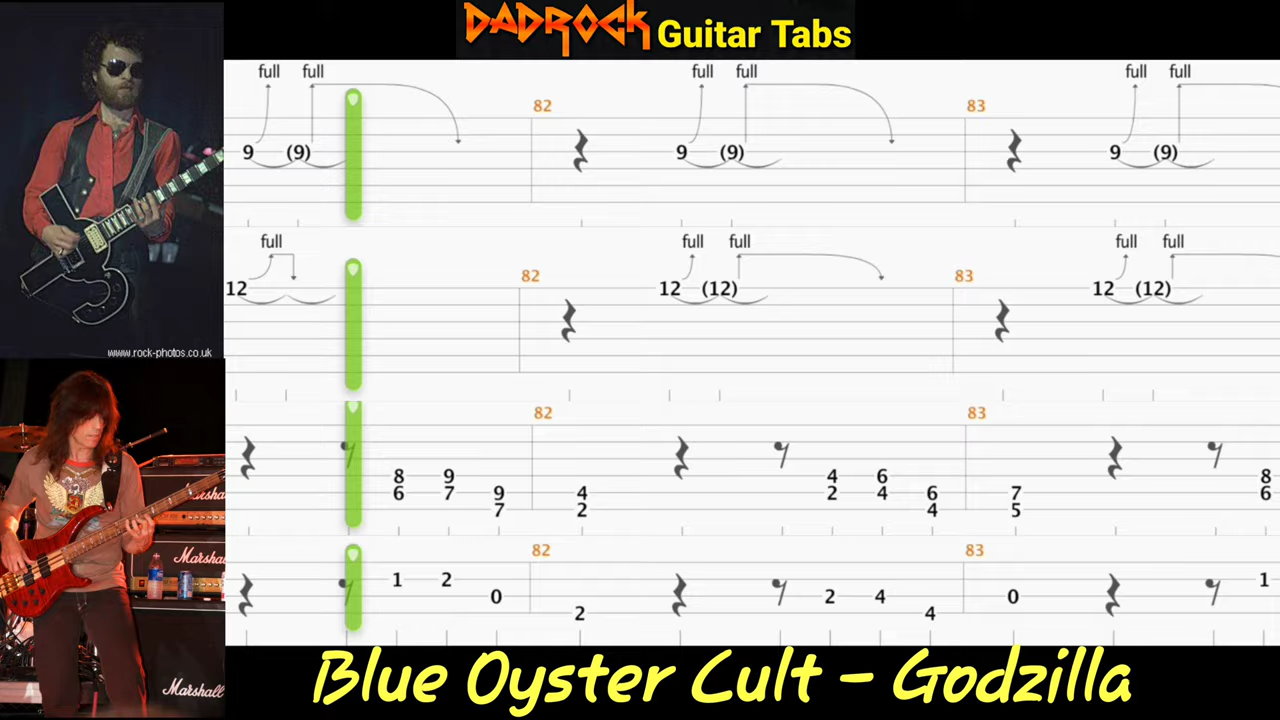 DADROCK Guitar Tabs
full full 82 full full 83 full full
9 (9) 9 (9) 9 (9)
full full full full full
82 83
12 12 (12) 12 (12)
www.rock-photos.co.uk
82 83
8 9 4 6 8
6 7 9 4 2 4 6 7 6
7 2 4 5
82 83
1 2 1
0 2 4 0
2 4
Marshall
Marshall
Marshall
Blue Oyster Cult - Godzilla